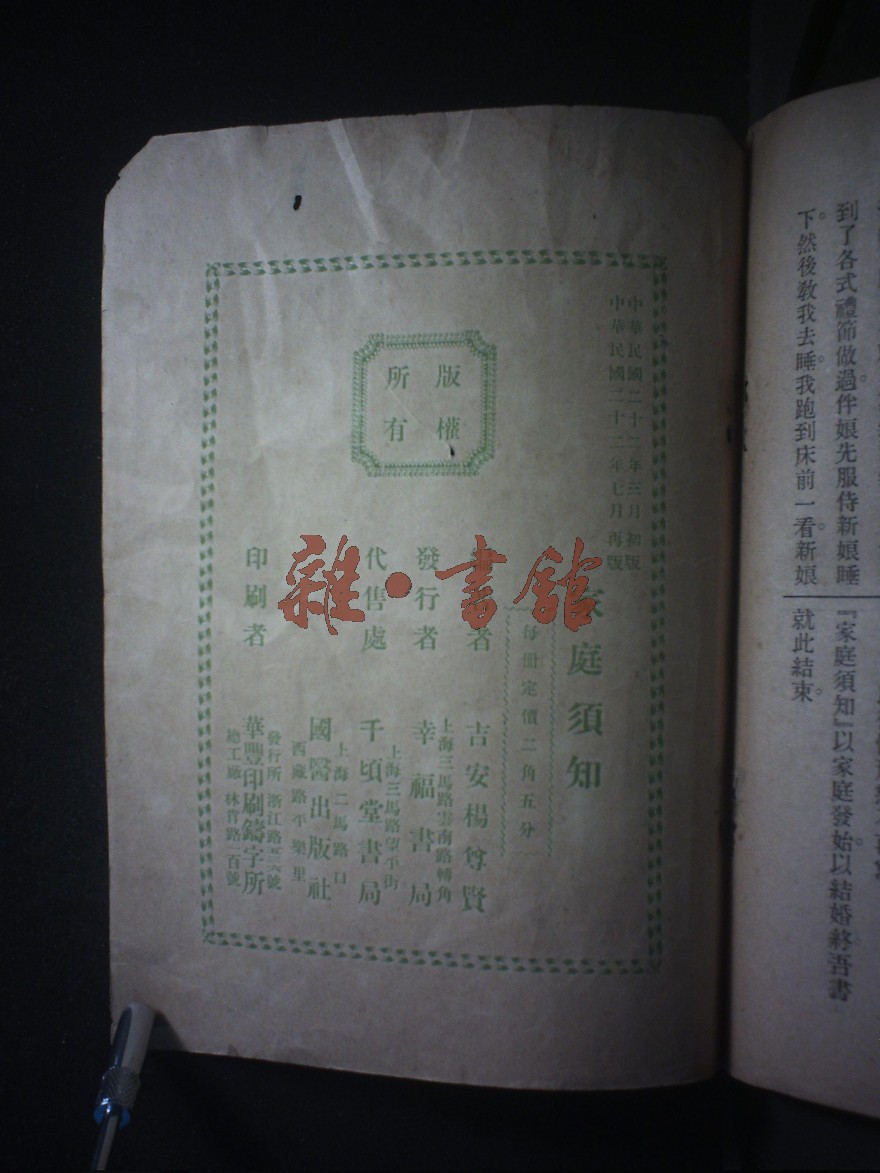 到了各式禮節做過。伴娘先服侍新娘睡
下。然後教我去睡。我跑到床前一看。新娘
『家庭須知』以家庭發始。以結婚終。吾書
就此結束。
中華民國二十二年三月初版
中華民國二十二年七月再版
家庭須知
每冊定價二角五分
版權
所有
者
吉安楊尊賢
發行者
上海三馬路雲南路轉角
幸福書局
代售處
上海三馬路望平街
千頃堂書局
上海二馬路口
西藏路平樂里
國醫出版社
印刷者
發行所 浙江路五三六號
華豐印刷鑄字所
總工廠 林肯路一百號
雜·書館